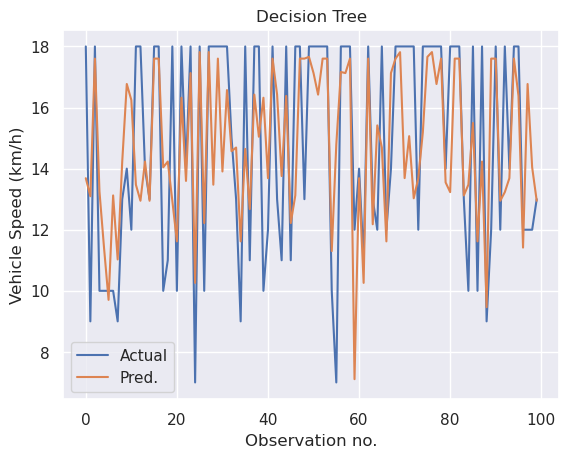 Decision Tree
Vehicle Speed (km/h)
18
16
14
12
10
8
Actual
Pred.
0
20
40
60
80
100
Observation no.